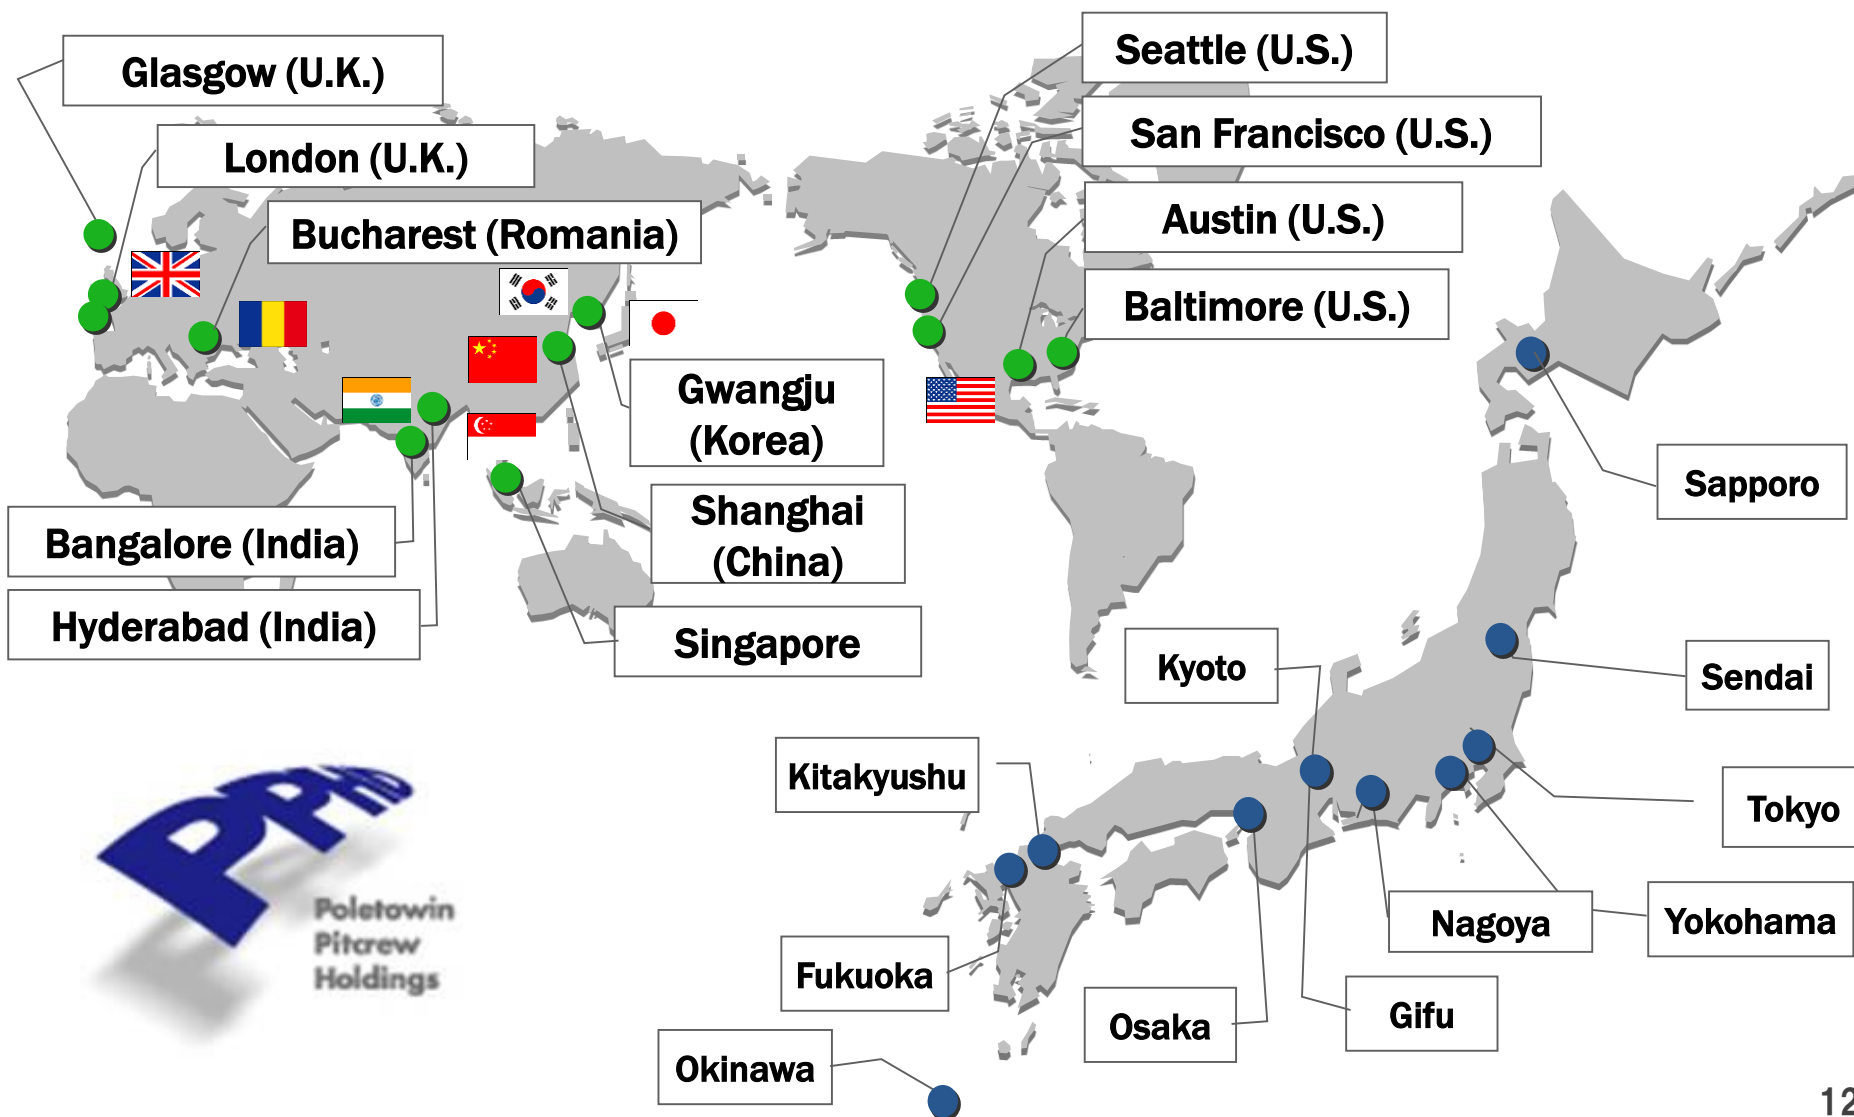 Glasgow (U.K.)
London (U.K.)
Bucharest (Romania)
Seattle (U.S.)
San Francisco (U.S.)
Austin (U.S.)
Baltimore (U.S.)
Gwangju
(Korea)
Shanghai
(China)
Singapore
Bangalore (India)
Hyderabad (India)
Sapporo
Sendai
Kyoto
Kitakyushu
Tokyo
Nagoya
Yokohama
Fukuoka
Osaka
Gifu
Okinawa
PPHD
Poletowin
Pitcrew
Holdings
12